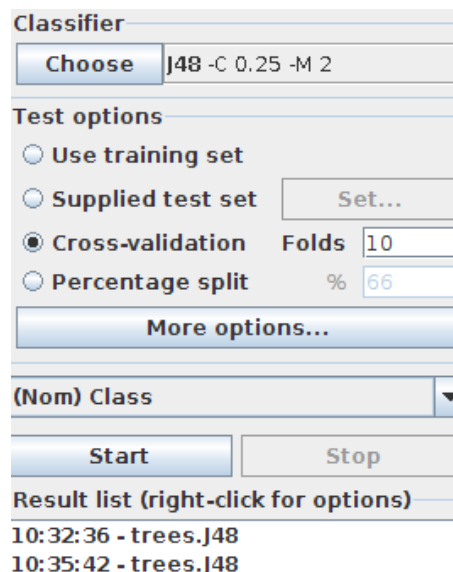 Classifier
Choose J48 -C 0.25 -M 2
Test options
Use training set
Supplied test set Set...
Cross-validation Folds 10
Percentage split % 66
More options...
(Nom) Class
Start Stop
Result list (right-click for options)
10:32:36 - trees.J48
10:35:42 - trees.J48